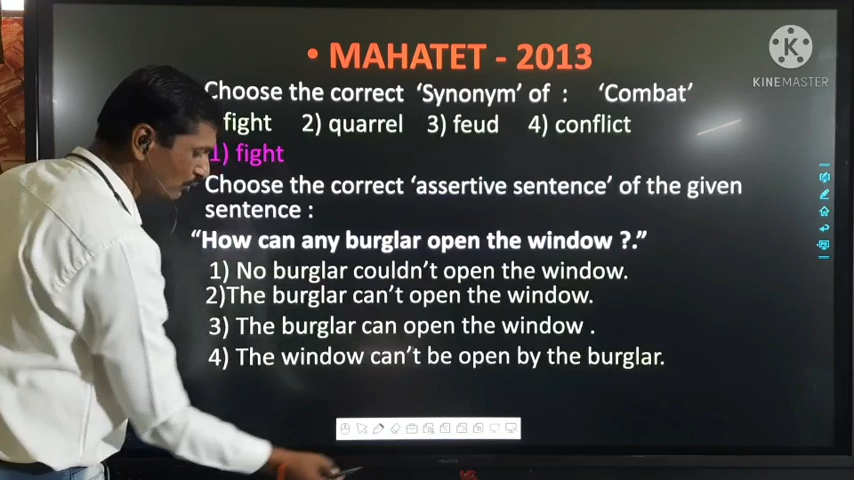 • MAHATET - 2013
KINEMASTER
Choose the correct ‘Synonym’ of : ‘Combat’
fight 2) quarrel 3) feud 4) conflict
1) fight
Choose the correct ‘assertive sentence’ of the given
sentence :
“How can any burglar open the window ?.”
1) No burglar couldn’t open the window.
2)The burglar can’t open the window.
3) The burglar can open the window .
4) The window can’t be open by the burglar.